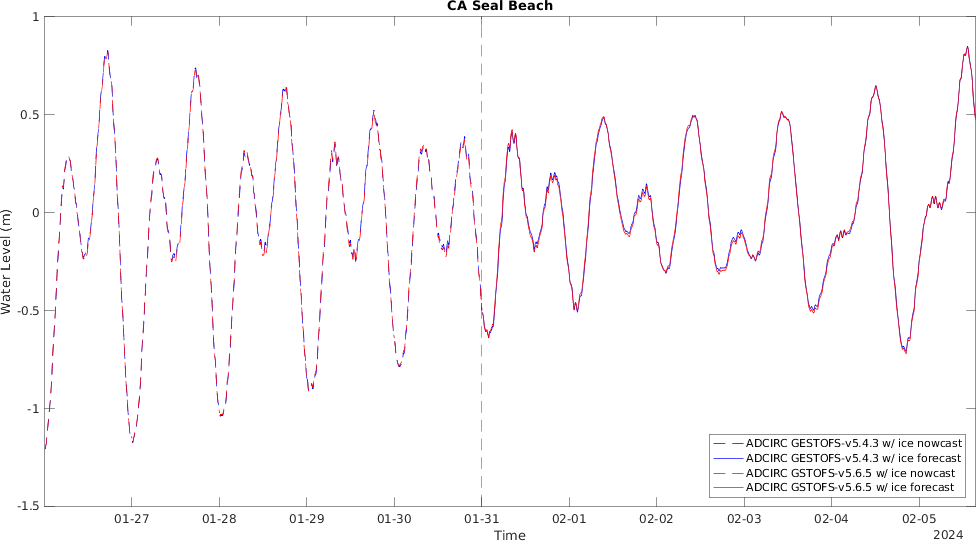 CA Seal Beach
1
0.5
0
-0.5
-1
-1.5
Water Level (m)
01-27 01-28 01-29 01-30 01-31 02-01 02-02 02-03 02-04 02-05
Time
2024
ADCIRC GESTOFS-v5.4.3 w/ ice nowcast
ADCIRC GESTOFS-v5.4.3 w/ ice forecast
ADCIRC GSTOFS-v5.6.5 w/ ice nowcast
ADCIRC GSTOFS-v5.6.5 w/ ice forecast